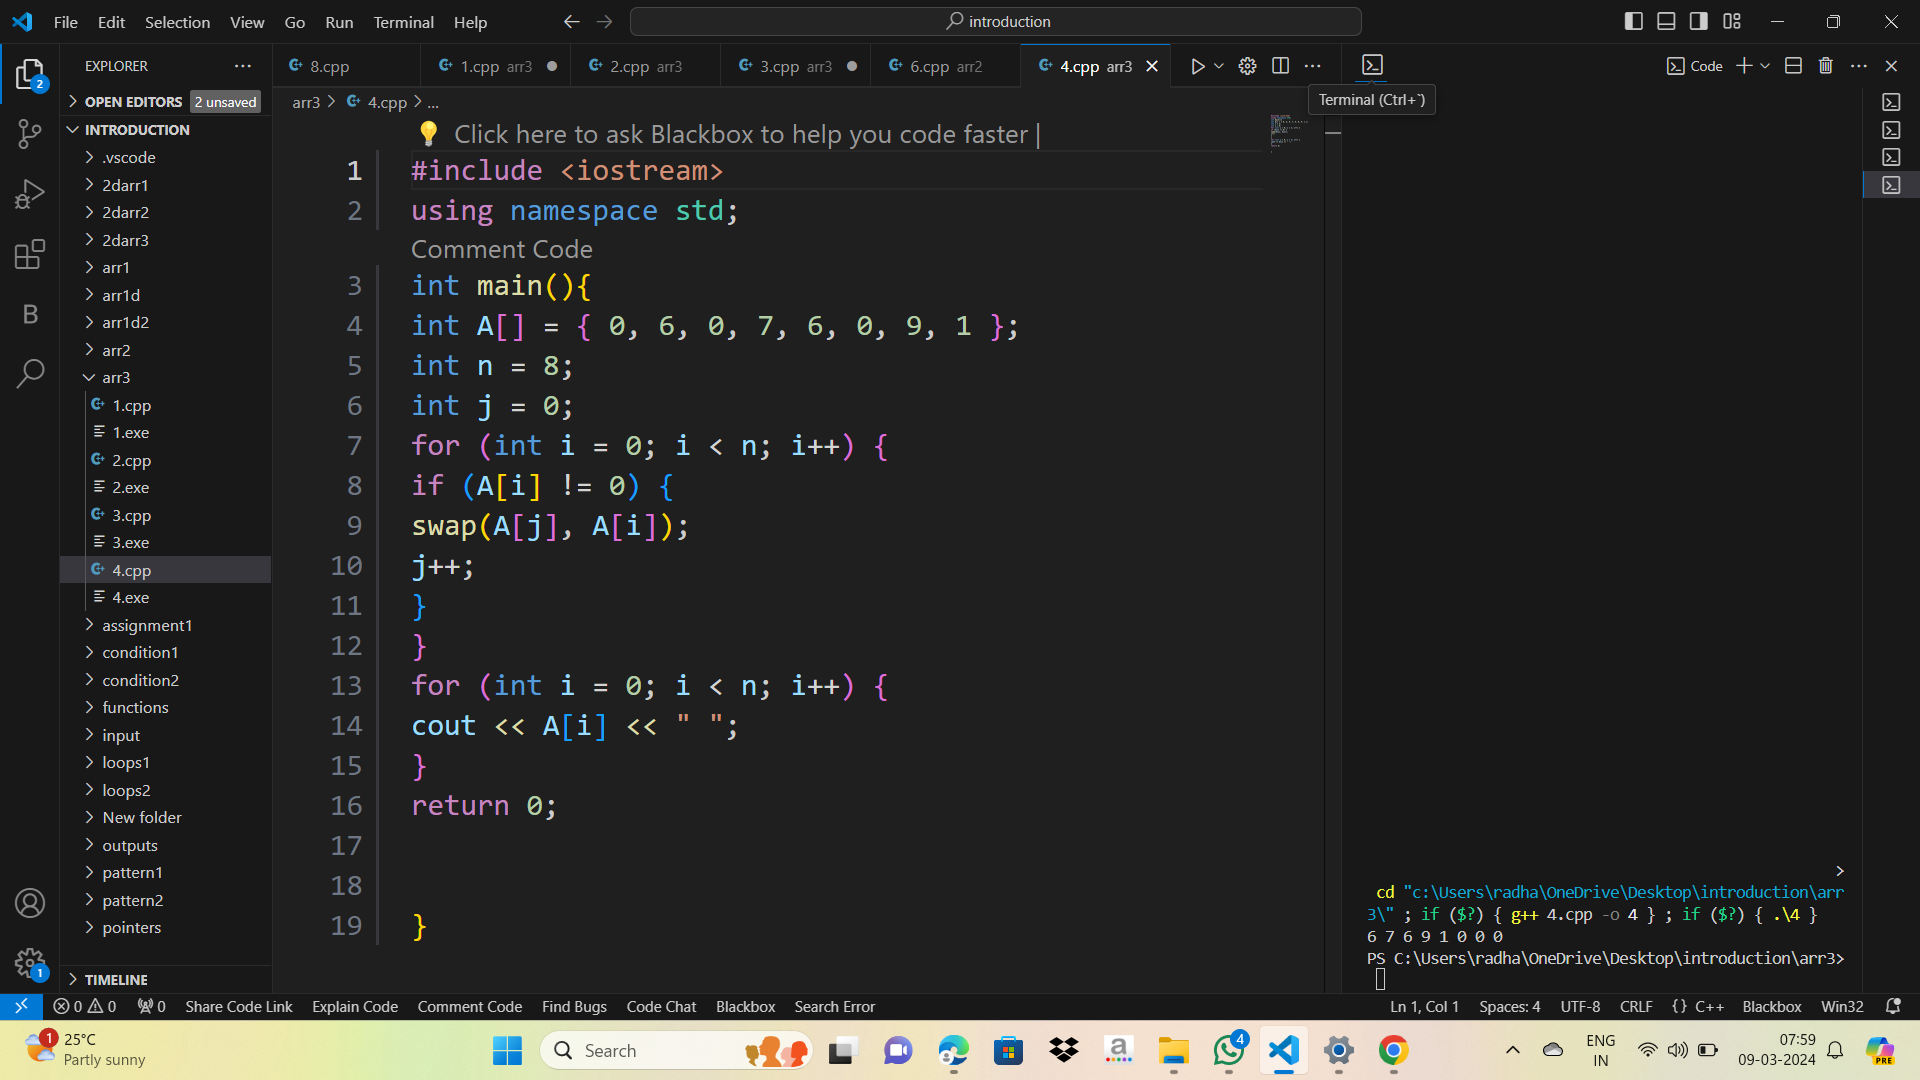 File Edit Selection View Go Run Terminal Help
introduction
EXPLORER
8.cpp
1.cpp arr3
2.cpp arr3
3.cpp arr3
6.cpp arr2
4.cpp arr3
Code
Terminal (Ctrl+`)
OPEN EDITORS 2 unsaved
INTRODUCTION
.vscode
2darr1
2darr2
2darr3
arr1
arr1d
arr1d2
arr2
arr3
1.cpp
1.exe
2.cpp
2.exe
3.cpp
3.exe
4.cpp
4.exe
assignment1
condition1
condition2
functions
input
loops1
loops2
New folder
outputs
pattern1
pattern2
pointers
TIMELINE
arr3 > 4.cpp > ...
Click here to ask Blackbox to help you code faster |
1 #include <iostream>
2 using namespace std;
Comment Code
3 int main(){
4 int A[] = { 0, 6, 0, 7, 6, 0, 9, 1 };
5 int n = 8;
6 int j = 0;
7 for (int i = 0; i < n; i++) {
8 if (A[i] != 0) {
9 swap(A[j], A[i]);
10 j++;
11 }
12 }
13 for (int i = 0; i < n; i++) {
14 cout << A[i] << " ";
15 }
16 return 0;
17
18
19 }
>
cd "c:\Users\radha\OneDrive\Desktop\introduction\arr
3\" ; if ($?) { g++ 4.cpp -o 4 } ; if ($?) { .\4 }
6 7 6 9 1 0 0 0
PS C:\Users\radha\OneDrive\Desktop\introduction\arr3>
2
B
1
0 0 0 Share Code Link Explain Code Comment Code Find Bugs Code Chat Blackbox Search Error
Ln 1, Col 1 Spaces: 4 UTF-8 CRLF {} C++ Blackbox Win32
1 25°C
Partly sunny
Search
a
4
ENG
IN
07:59
09-03-2024
PRE